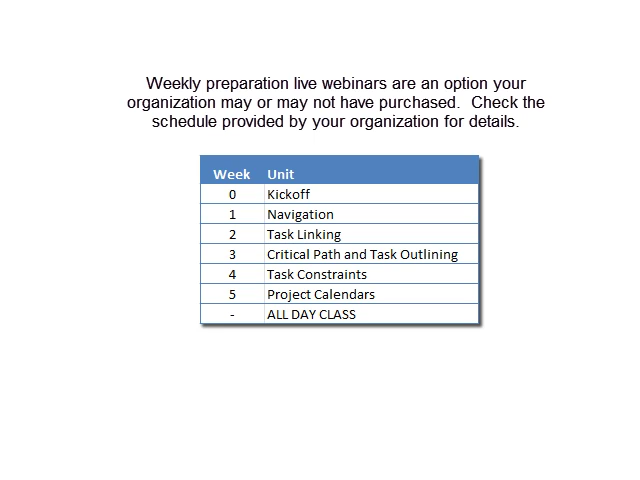 Weekly preparation live webinars are an option your
organization may or may not have purchased.  Check the
schedule provided by your organization for details.
Week Unit
0 Kickoff
1 Navigation
2 Task Linking
3 Critical Path and Task Outlining
4 Task Constraints
5 Project Calendars
- ALL DAY CLASS